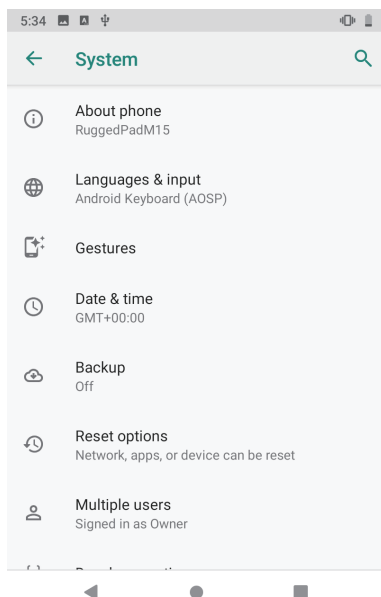 5:34
System
About phone
RuggedPadM15
Languages & input
Android Keyboard (AOSP)
Gestures
Date & time
GMT+00:00
Backup
Off
Reset options
Network, apps, or device can be reset
Multiple users
Signed in as Owner